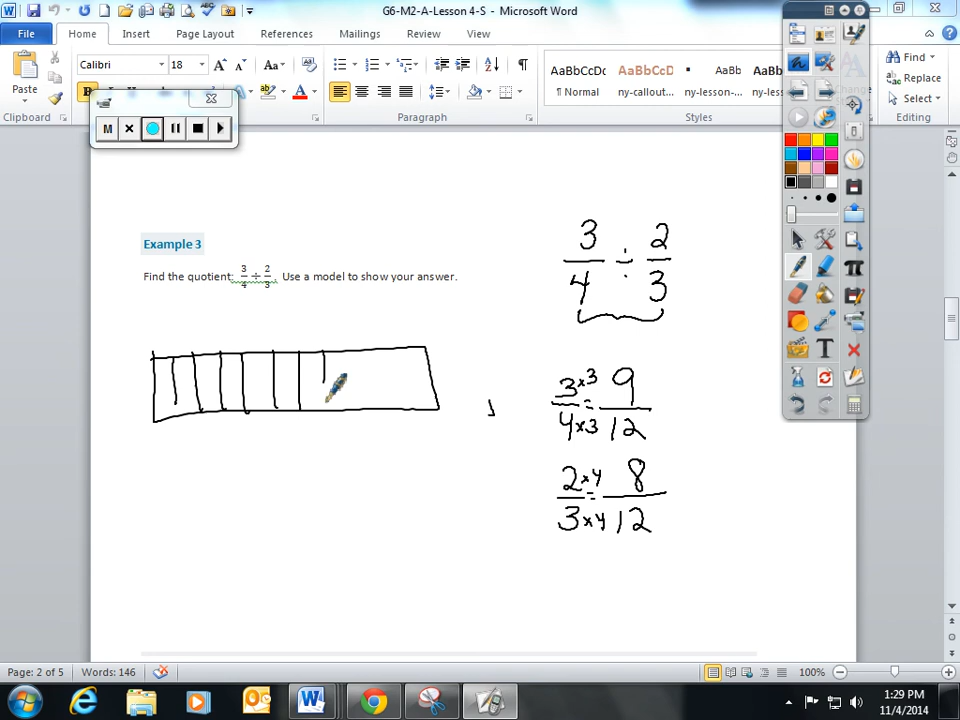 G6-M2-A-Lesson 4-S - Microsoft Word
File Home Insert Page Layout References Mailings Review View
Calibri 18 A A Aa
AaBbCcDc AaBbCcD AaBb AaBb
Find
Replace
Select
Paste
¶ Normal ny-callout... ny-lesson-... ny-lesson...
Clipboard Paragraph Styles Editing
M
Example 3
Find the quotient: 3/4 ÷ 2/3. Use a model to show your answer.
3/4 ÷ 2/3
3×3/4×3 = 9/12
2×4/3×4 = 8/12
Page: 2 of 5 Words: 146 100%
1:29 PM
11/4/2014